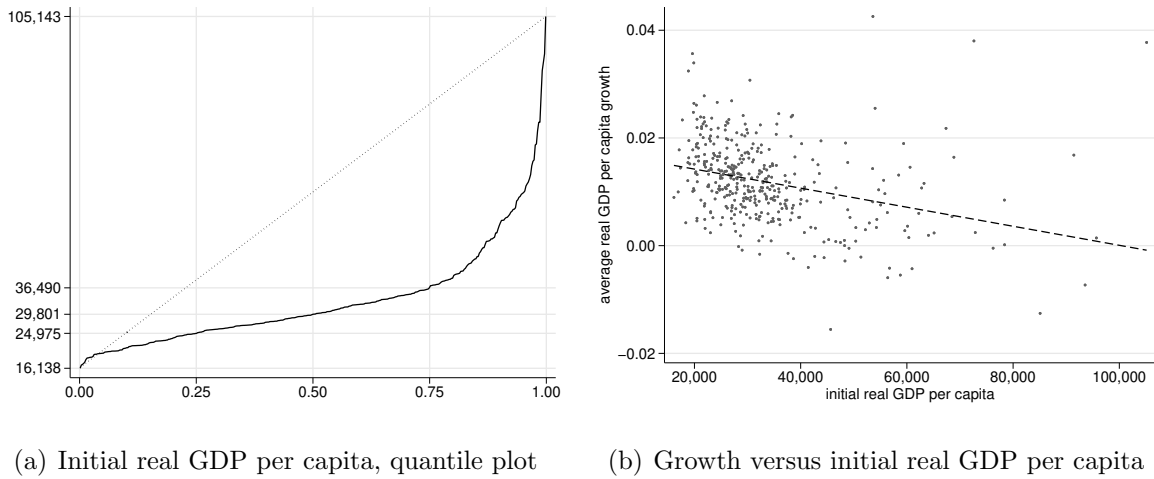 105,143
36,490
29,801
24,975
16,138
0.00 0.25 0.50 0.75 1.00
(a) Initial real GDP per capita, quantile plot
average real GDP per capita growth
0.04
0.02
0.00
−0.02
20,000 40,000 60,000 80,000 100,000
initial real GDP per capita
(b) Growth versus initial real GDP per capita